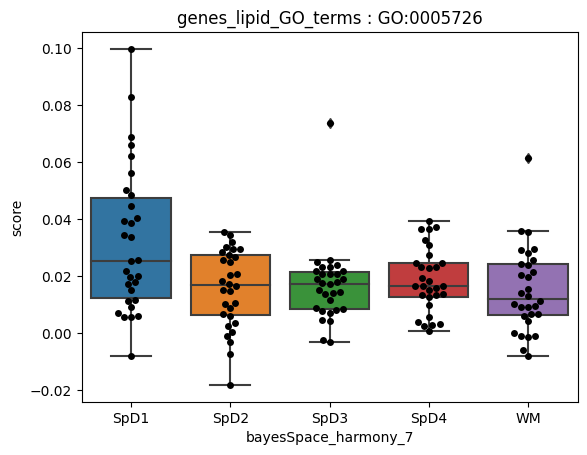 genes_lipid_GO_terms : GO:0005726
score
0.10
0.08
0.06
0.04
0.02
0.00
−0.02
SpD1 SpD2 SpD3 SpD4 WM
bayesSpace_harmony_7